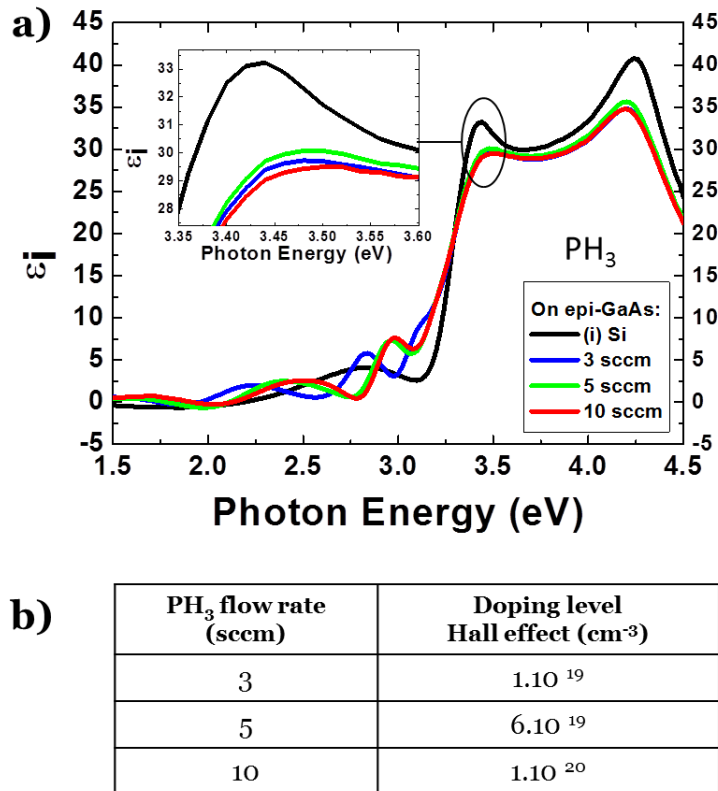 a)
45
40
35
30
25
20
15
10
5
0
-5
45
40
35
30
25
20
15
10
5
0
-5
εi
1.5
2.0
2.5
3.0
3.5
4.0
4.5
Photon Energy (eV)
33
32
31
30
29
28
εi
3.35
3.40
3.45
3.50
3.55
3.60
Photon Energy (eV)
PH3
On epi-GaAs:
(i) Si
3 sccm
5 sccm
10 sccm
b)
PH3 flow rate
(sccm)
Doping level
Hall effect (cm-3)
3
1.10 19
5
6.10 19
10
1.10 20